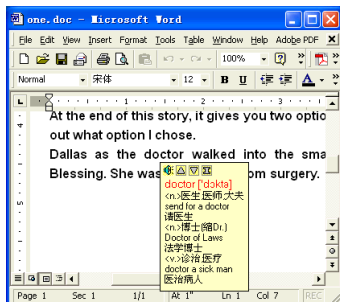 one.doc - Microsoft Word
File Edit View Insert Format Tools Table Window Help Adobe PDF
100%
Normal 宋体 12 B U A
1 2 3
At the end of this story, it gives you two optio
out what option I chose.
Dallas as the doctor walked into the sma
Blessing. She was om surgery.
doctor ['dɔktə]
<n.>医生;医师;大夫
send for a doctor
请医生
<n.>博士(缩Dr.)
Doctor of Laws
法学博士
<v.>诊治;医疗
doctor a sick man
医治病人
Page 1 Sec 1 1/1 At 1" Ln 1 Col 7 REC